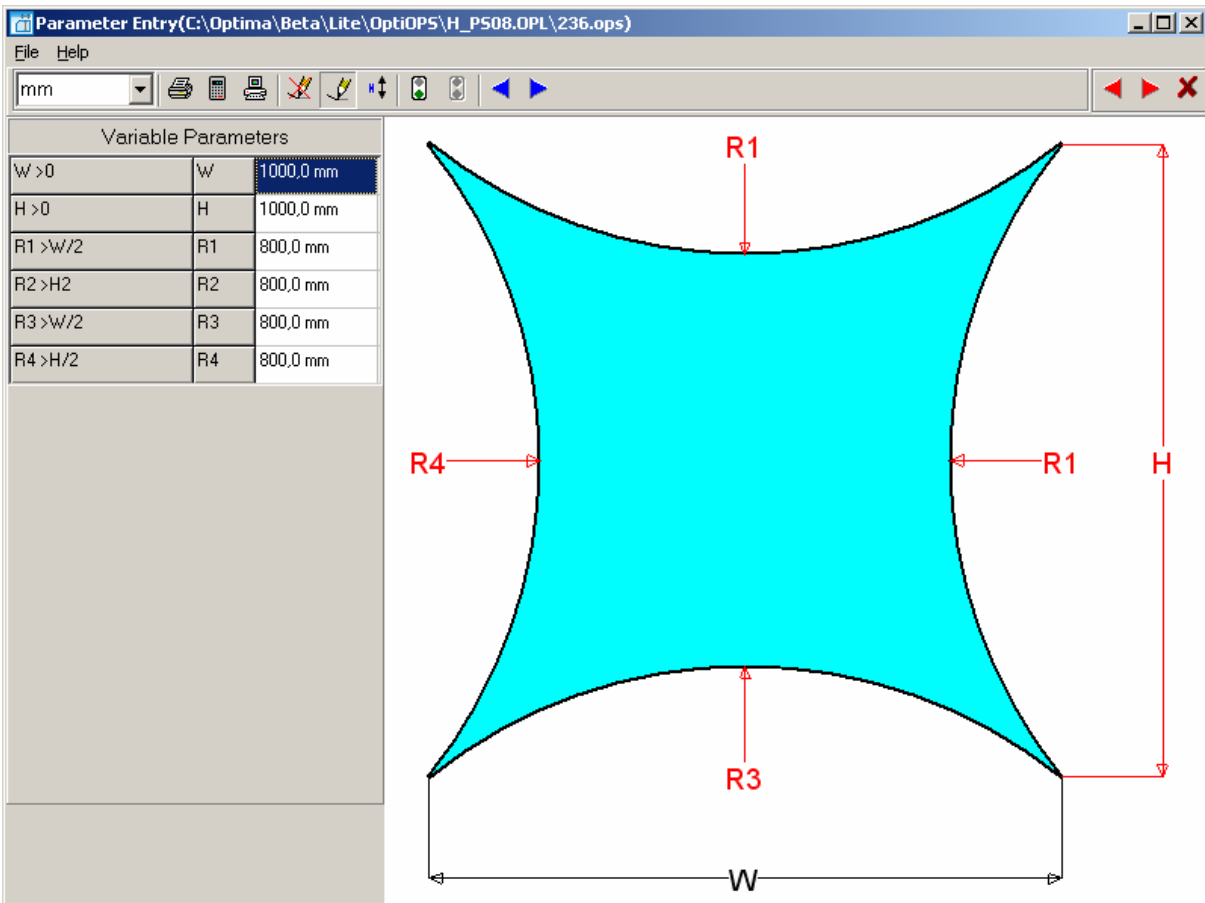 Parameter Entry(C:\Optima\Beta\Lite\OptiOPS\H_PS08.OPL\236.ops)
File Help
mm
Variable Parameters
W >0 W 1000,0 mm
H >0 H 1000,0 mm
R1 >W/2 R1 800,0 mm
R2 >H2 R2 800,0 mm
R3 >W/2 R3 800,0 mm
R4 >H/2 R4 800,0 mm
R1
R4 R1 H
R3
W